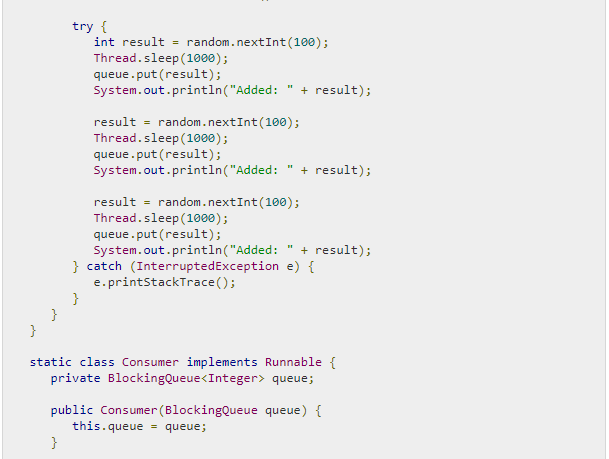 try {
int result = random.nextInt(100);
Thread.sleep(1000);
queue.put(result);
System.out.println("Added: " + result);
result = random.nextInt(100);
Thread.sleep(1000);
queue.put(result);
System.out.println("Added: " + result);
result = random.nextInt(100);
Thread.sleep(1000);
queue.put(result);
System.out.println("Added: " + result);
} catch (InterruptedException e) {
e.printStackTrace();
}
}
}
static class Consumer implements Runnable {
private BlockingQueue<Integer> queue;
public Consumer(BlockingQueue queue) {
this.queue = queue;
}